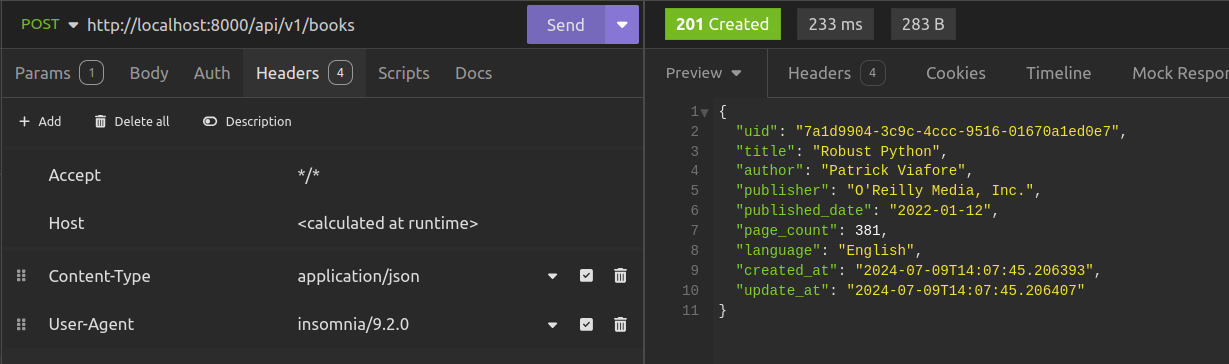 POST http://localhost:8000/api/v1/books Send
Params 1 Body Auth Headers 4 Scripts Docs
Add Delete all Description
Accept */*
Host <calculated at runtime>
Content-Type application/json
User-Agent insomnia/9.2.0
201 Created 233 ms 283 B
Preview Headers 4 Cookies Timeline Mock Respon
1 {
2 "uid": "7a1d9904-3c9c-4ccc-9516-01670a1ed0e7",
3 "title": "Robust Python",
4 "author": "Patrick Viafore",
5 "publisher": "O'Reilly Media, Inc.",
6 "published_date": "2022-01-12",
7 "page_count": 381,
8 "language": "English",
9 "created_at": "2024-07-09T14:07:45.206393",
10 "update_at": "2024-07-09T14:07:45.206407"
11 }